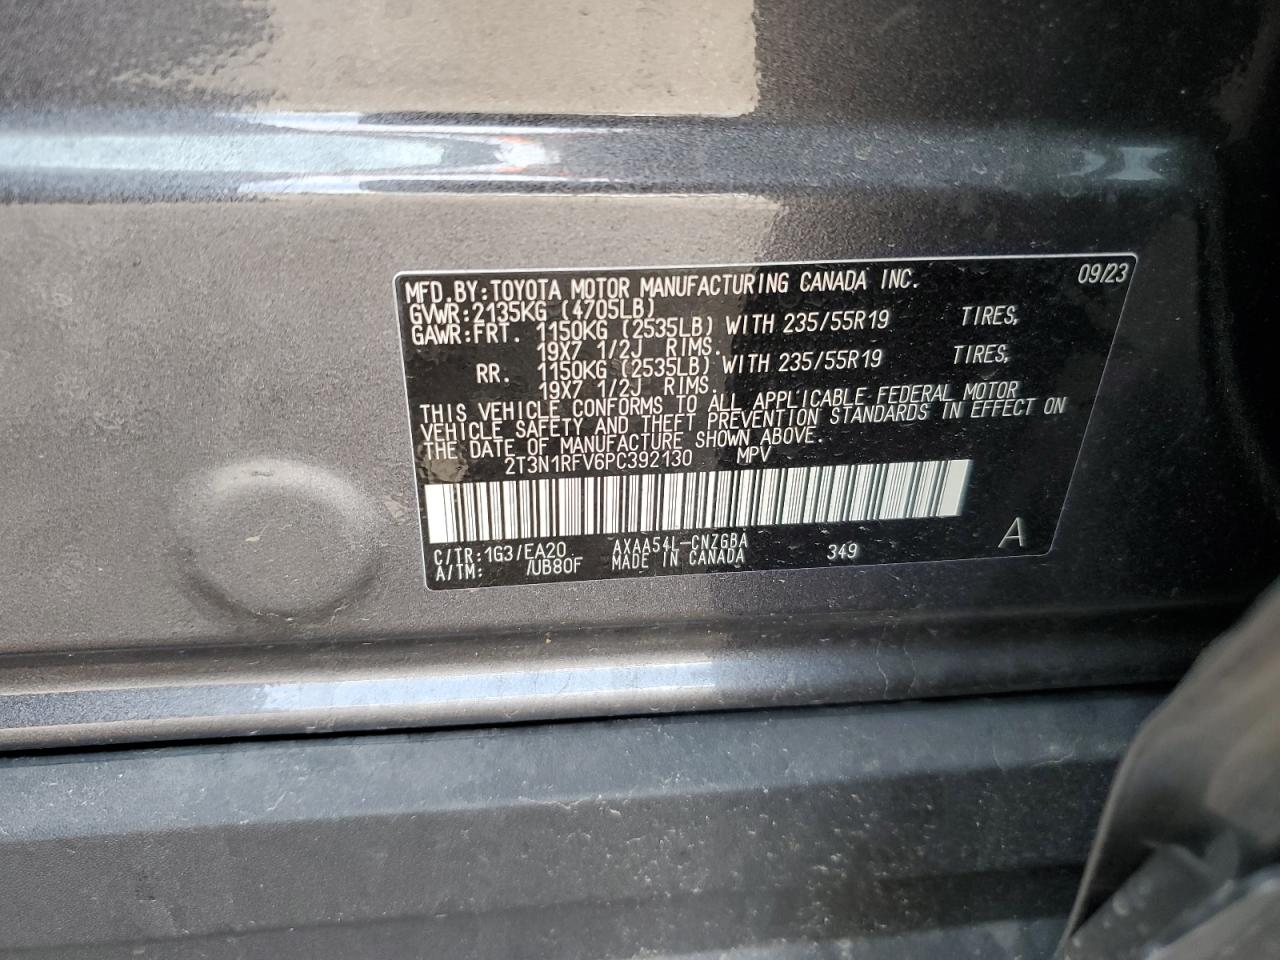 MFD.BY:TOYOTA MOTOR MANUFACTURING CANADA INC. 09/23
GVWR:2135KG (4705LB)
GAWR:FRT. 1150KG (2535LB) WITH 235/55R19 TIRES,
19X7 1/2J RIMS.
RR. 1150KG (2535LB) WITH 235/55R19 TIRES,
19X7 1/2J RIMS.
THIS VEHICLE CONFORMS TO ALL APPLICABLE FEDERAL MOTOR
VEHICLE SAFETY AND THEFT PREVENTION STANDARDS IN EFFECT ON
THE DATE OF MANUFACTURE SHOWN ABOVE.
2T3N1RFV6PC392130 MPV
C/TR:1G3/EA20 AXAA54L-CNZGBA 349 A
A/TM: /UB80F MADE IN CANADA